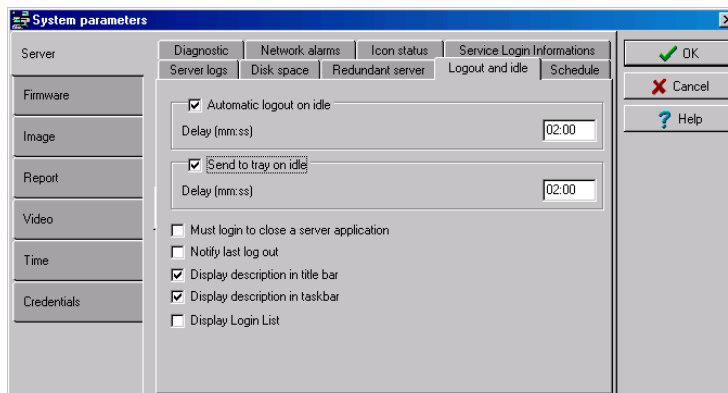 System parameters
Server
Firmware
Image
Report
Video
Time
Credentials
Diagnostic
Network alarms
Icon status
Service Login Informations
Server logs
Disk space
Redundant server
Logout and idle
Schedule
Automatic logout on idle
Delay (mm:ss)
02:00
Send to tray on idle
Delay (mm:ss)
02:00
Must login to close a server application
Notify last log out
Display description in title bar
Display description in taskbar
Display Login List
OK
Cancel
Help